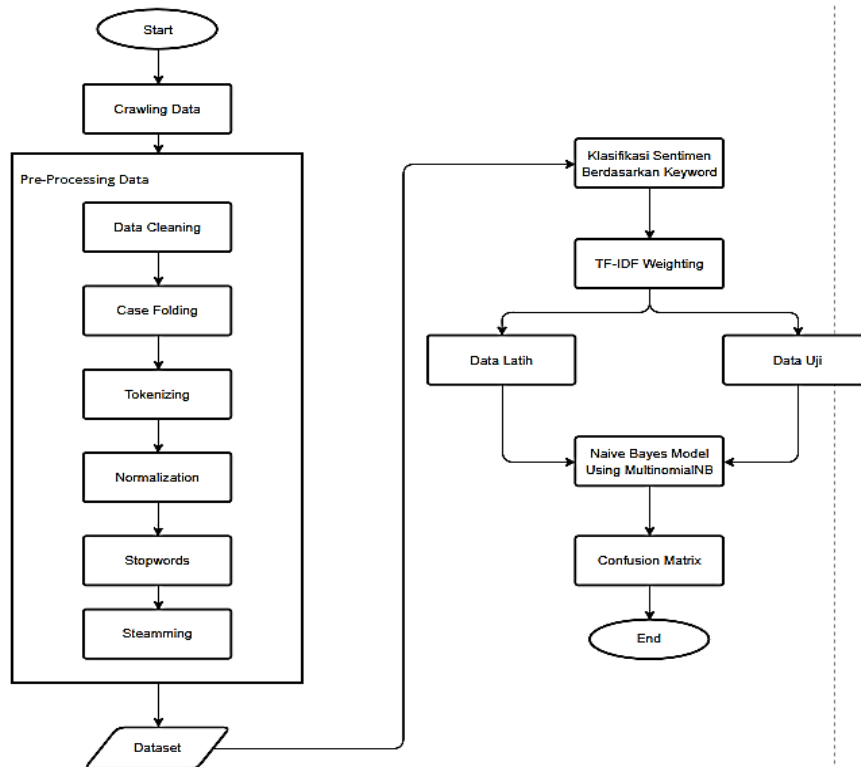 Start
Crawling Data
Pre-Processing Data
Data Cleaning
Case Folding
Tokenizing
Normalization
Stopwords
Steamming
Dataset
Klasifikasi Sentimen
Berdasarkan Keyword
TF-IDF Weighting
Data Latih
Data Uji
Naive Bayes Model
Using MultinomialNB
Confusion Matrix
End